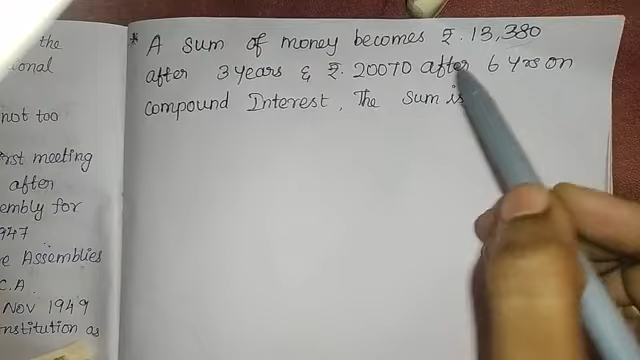 the
ional
not too
rst meeting
after
embly for
947
e Assemblies
C.A.
Nov 1949
nstitution as
* A sum of money becomes ₹. 13,380
after 3 years & ₹. 20070 after 6 yrs on
Compound Interest, The Sum is